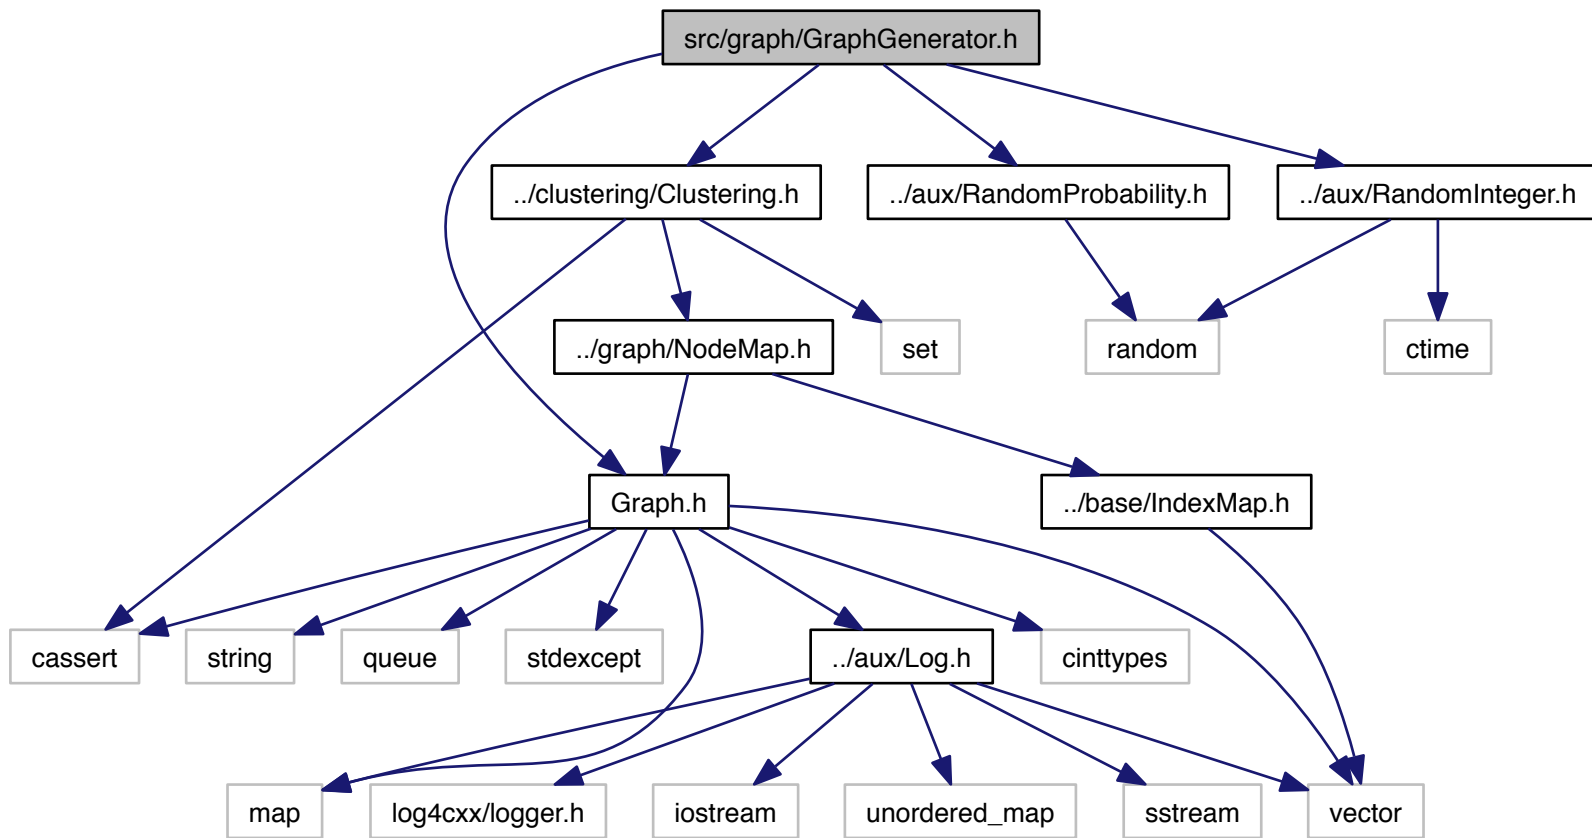 src/graph/GraphGenerator.h
../clustering/Clustering.h
../aux/RandomProbability.h
../aux/RandomInteger.h
../graph/NodeMap.h
set
random
ctime
Graph.h
../base/IndexMap.h
cassert
string
queue
stdexcept
../aux/Log.h
cinttypes
map
log4cxx/logger.h
iostream
unordered_map
sstream
vector